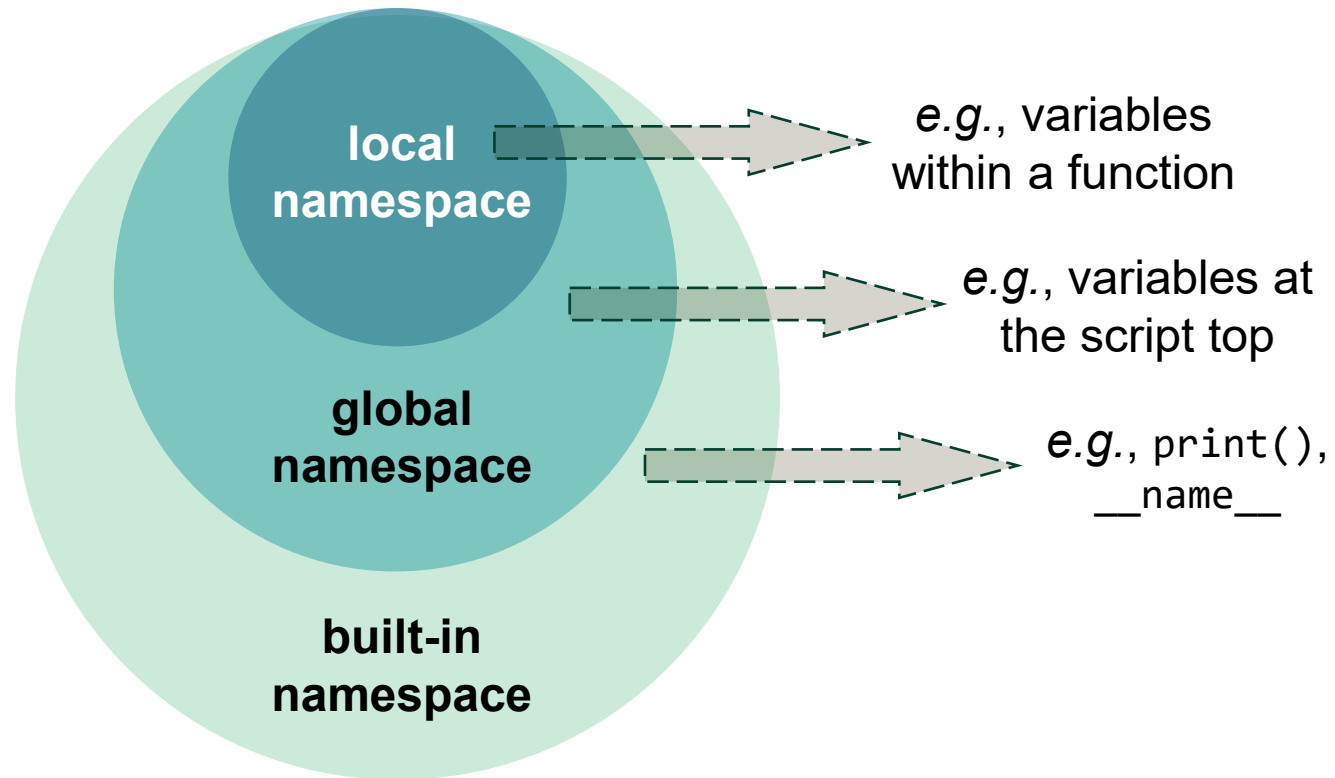 local
namespace
e.g., variables
within a function
e.g., variables at
the script top
global
namespace
e.g., print(),
__name__
built-in
namespace